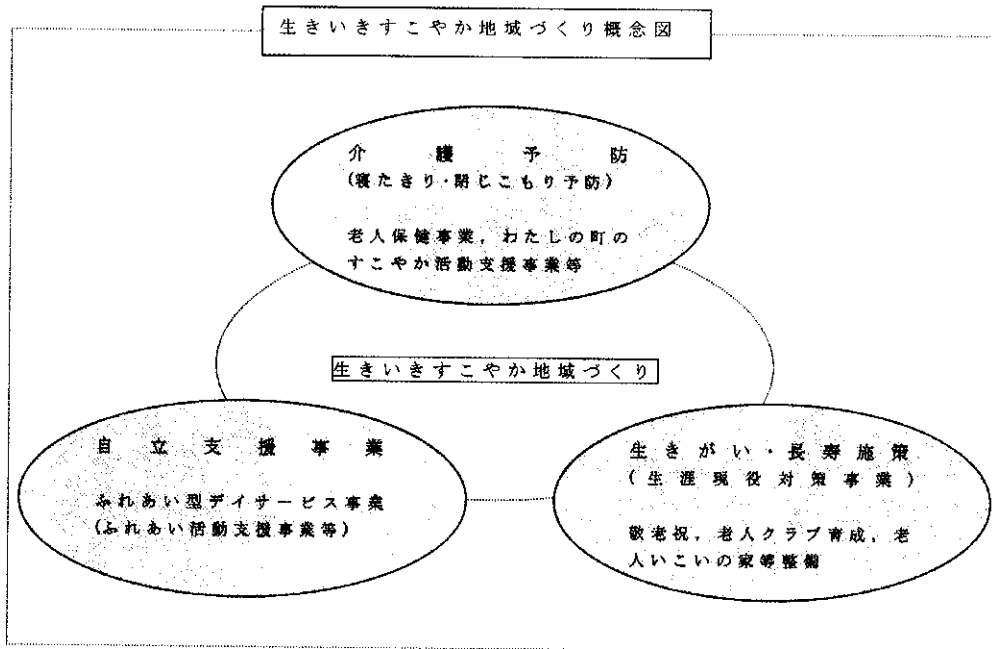 生きいきすこやか地域づくり概念図
介護予防
(寝たきり・閉じこもり予防)
老人保健事業，わたしの町の
すこやか活動支援事業等
生きいきすこやか地域づくり
自立支援事業
ふれあい型デイサービス事業
(ふれあい活動支援事業等)
生きがい・長寿施策
(生涯現役対策事業)
敬老祝，老人クラブ育成，老
人いこいの家等整備